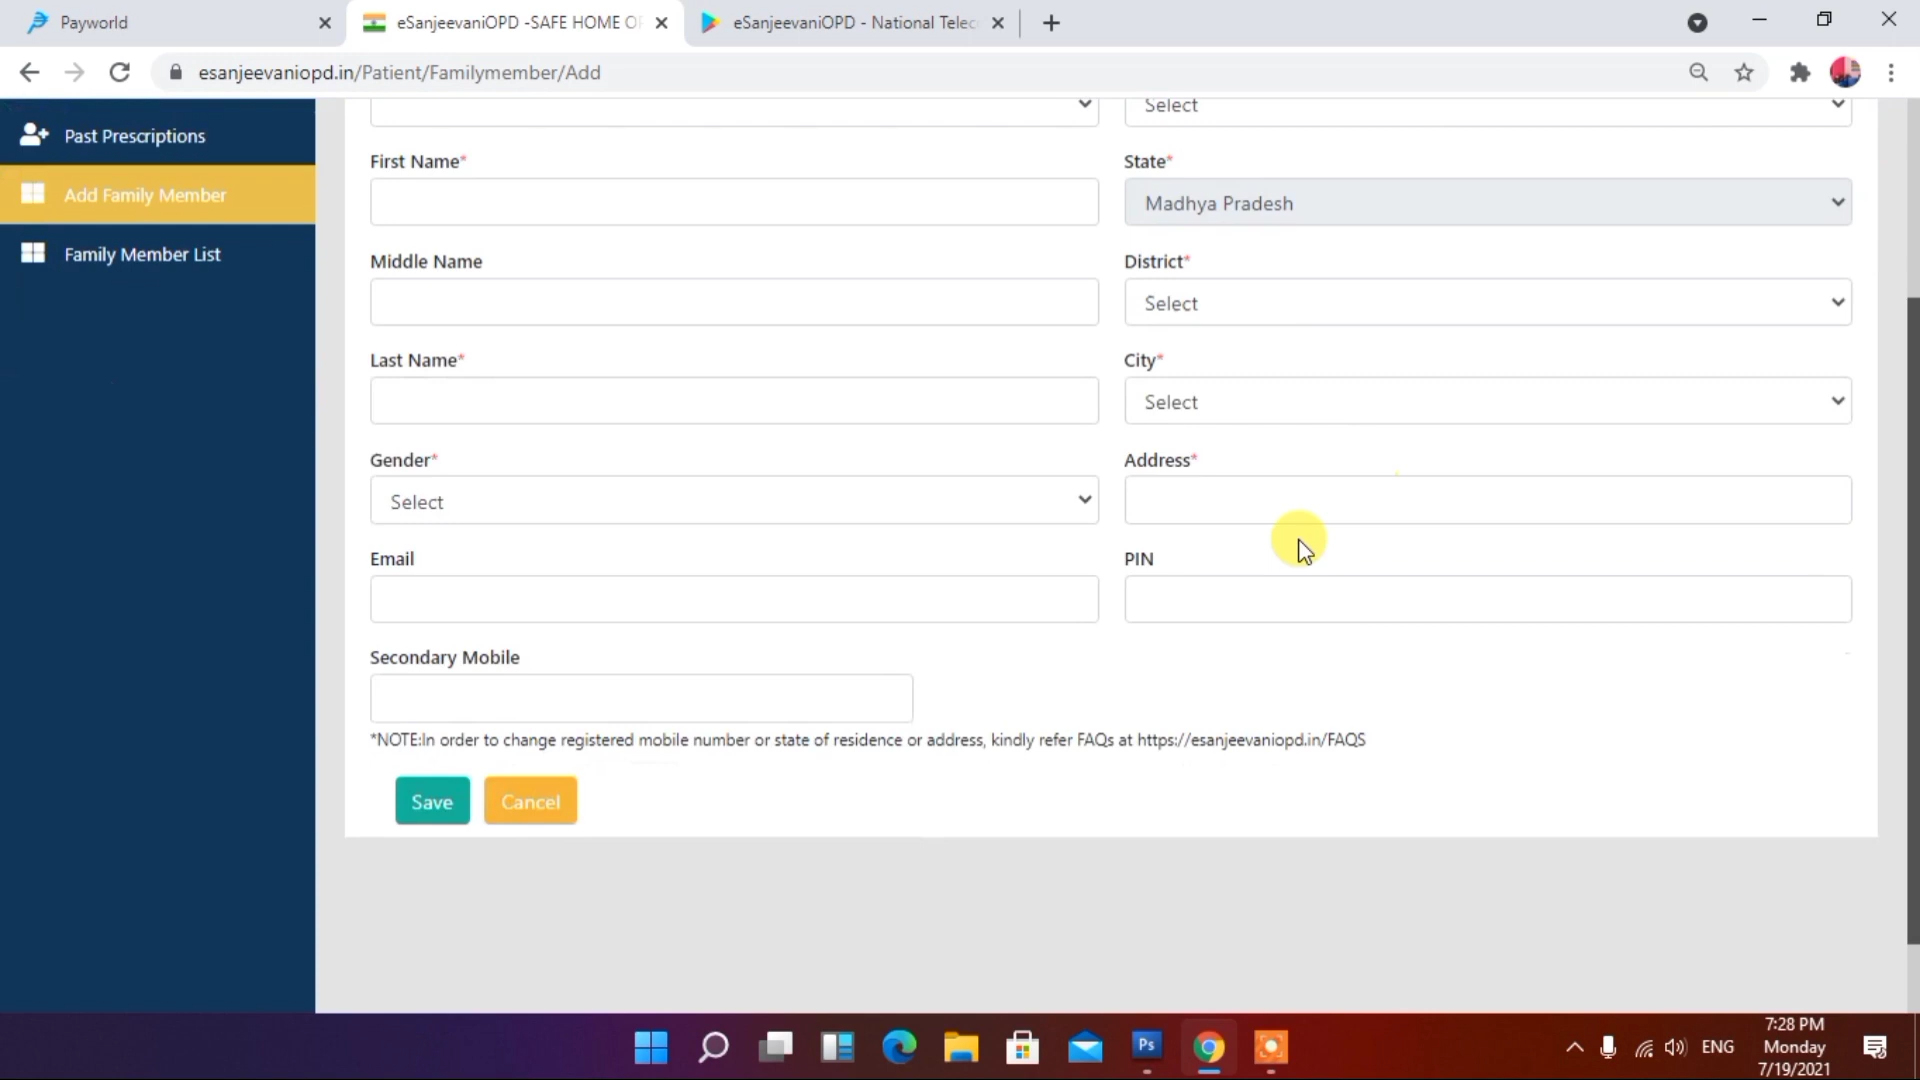 Payworld
eSanjeevaniOPD -SAFE HOME OP
eSanjeevaniOPD - National Telec
esanjeevaniopd.in/Patient/Familymember/Add
Past Prescriptions
Add Family Member
Family Member List
Select
First Name*
State*
Madhya Pradesh
Middle Name
District*
Select
Last Name*
City*
Select
Gender*
Select
Address*
Email
PIN
Secondary Mobile
*NOTE:In order to change registered mobile number or state of residence or address, kindly refer FAQs at https://esanjeevaniopd.in/FAQS
Save
Cancel
Ps
ENG
7:28 PM
Monday
7/19/2021